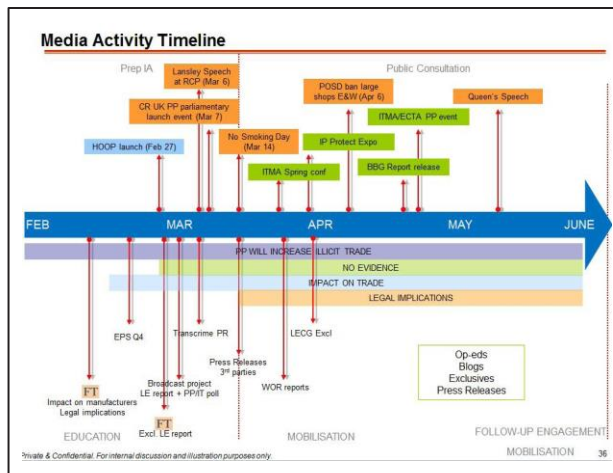 Media Activity Timeline
Prep IA
Public Consultation
Lansley Speech
at RCP (Mar 6)
POSD ban large
shops E&W (Apr 6)
Queen's Speech
CR UK PP parliamentary
launch event (Mar 7)
ITMA/ECTA PP event
HOOP launch (Feb 27)
No Smoking Day
(Mar 14)
IP Protect Expo
ITMA Spring conf
BBG Report release
FEB
MARCH
APRIL
MAY
JUNE
PP WILL INCREASE ILLICIT TRADE
NO EVIDENCE
IMPACT ON TRADE
LEGAL IMPLICATIONS
EPS Q4
Transcrime PR
LECG Excl
Press Releases
3rd parties
Op-eds
Blogs
Exclusives
Press Releases
FT
Impact on manufacturers
Legal implications
Broadcast project
LE report + PP/IT poll
WOR reports
FT
Excl. LE report
EDUCATION
MOBILISATION
FOLLOW-UP ENGAGEMENT
MOBILISATION
Private & Confidential. For internal discussion and illustration purposes only.
36